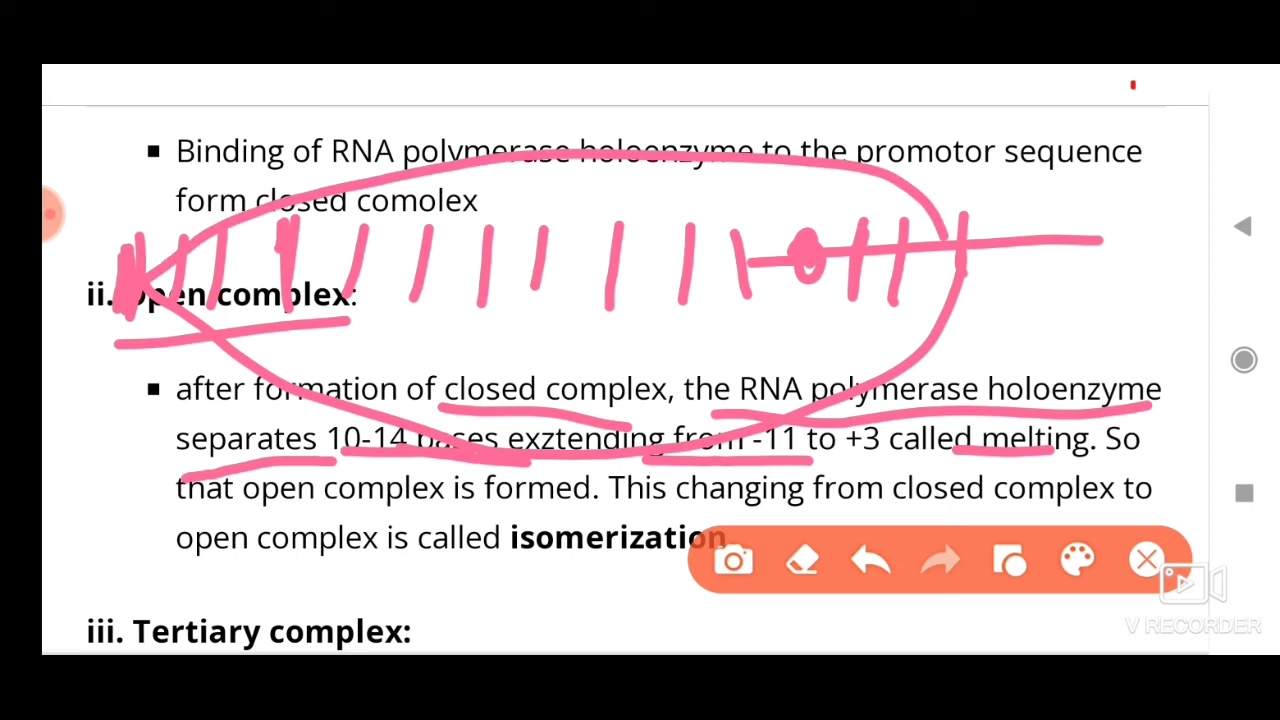 ▪ Binding of RNA polymerase holoenzyme to the promotor sequence
form closed comolex
ii. Open complex:
▪ after formation of closed complex, the RNA polymerase holoenzyme
separates 10-14 bases exztending from -11 to +3 called melting. So
that open complex is formed. This changing from closed complex to
open complex is called isomerization
iii. Tertiary complex:
V RECORDER